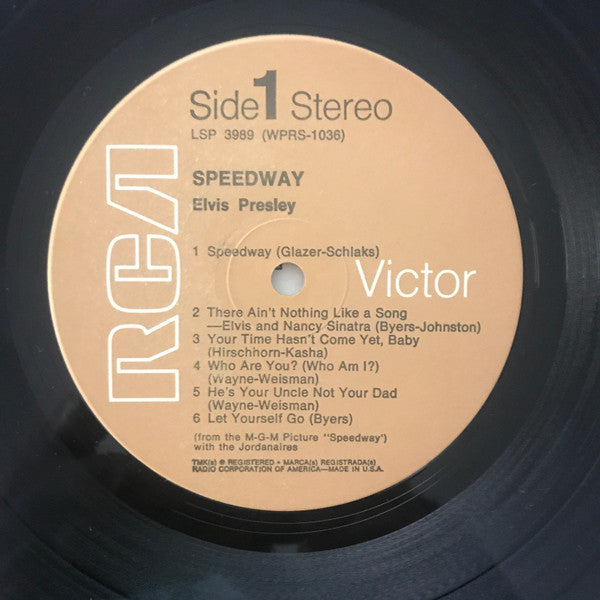 Side 1 Stereo
LSP 3989 (WPRS-1036)
SPEEDWAY
Elvis Presley
RCA
1 Speedway (Glazer-Schlaks)
Victor
2 There Ain't Nothing Like a Song
—Elvis and Nancy Sinatra (Byers-Johnston)
3 Your Time Hasn't Come Yet, Baby
(Hirschhorn-Kasha)
4 Who Are You? (Who Am I?)
(Wayne-Weisman)
5 He's Your Uncle Not Your Dad
(Wayne-Weisman)
6 Let Yourself Go (Byers)
(from the M-G-M Picture "Speedway')
with the Jordanaires
TMK(s) ® REGISTERED • MARCA(s) REGISTRADA(s)
RADIO CORPORATION OF AMERICA—MADE IN U.S.A.